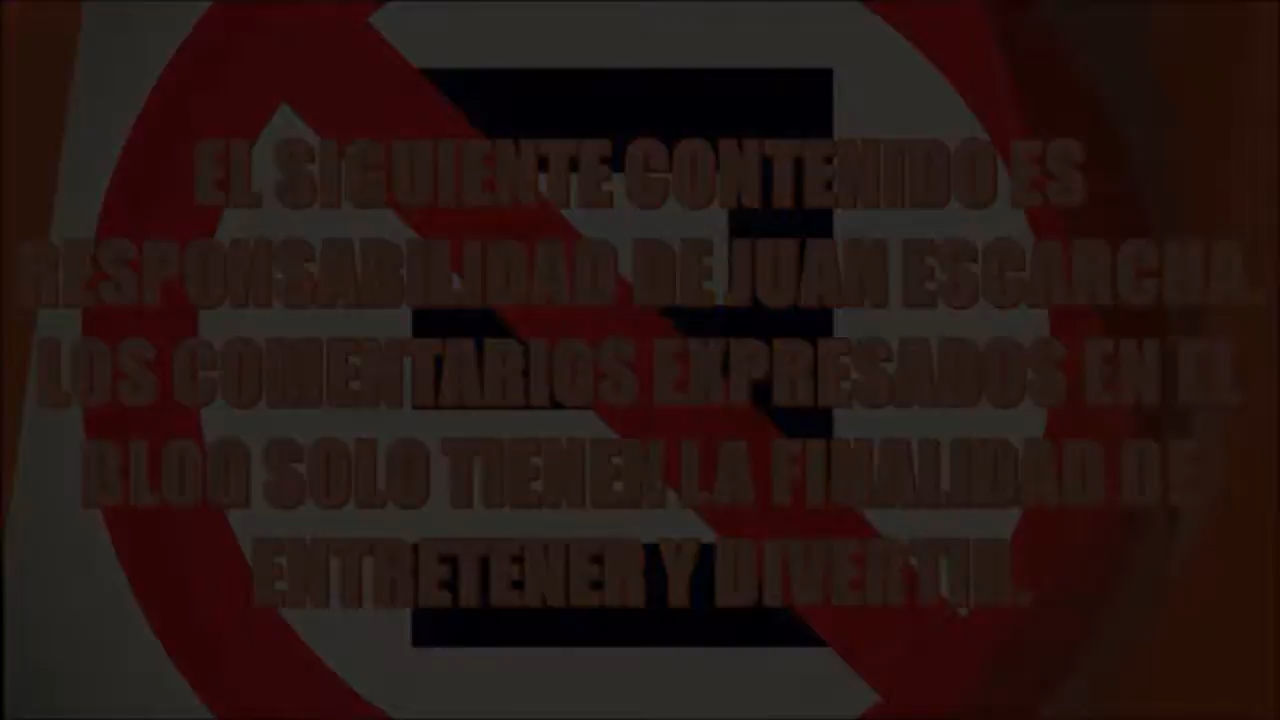 EL SIGUIENTE CONTENIDO ES
RESPONSABILIDAD DE JUAN ESCARCHA.
LOS COMENTARIOS EXPRESADOS EN EL
BLOG SOLO TIENEN LA FINALIDAD DE
ENTRETENER Y DIVERTIR.